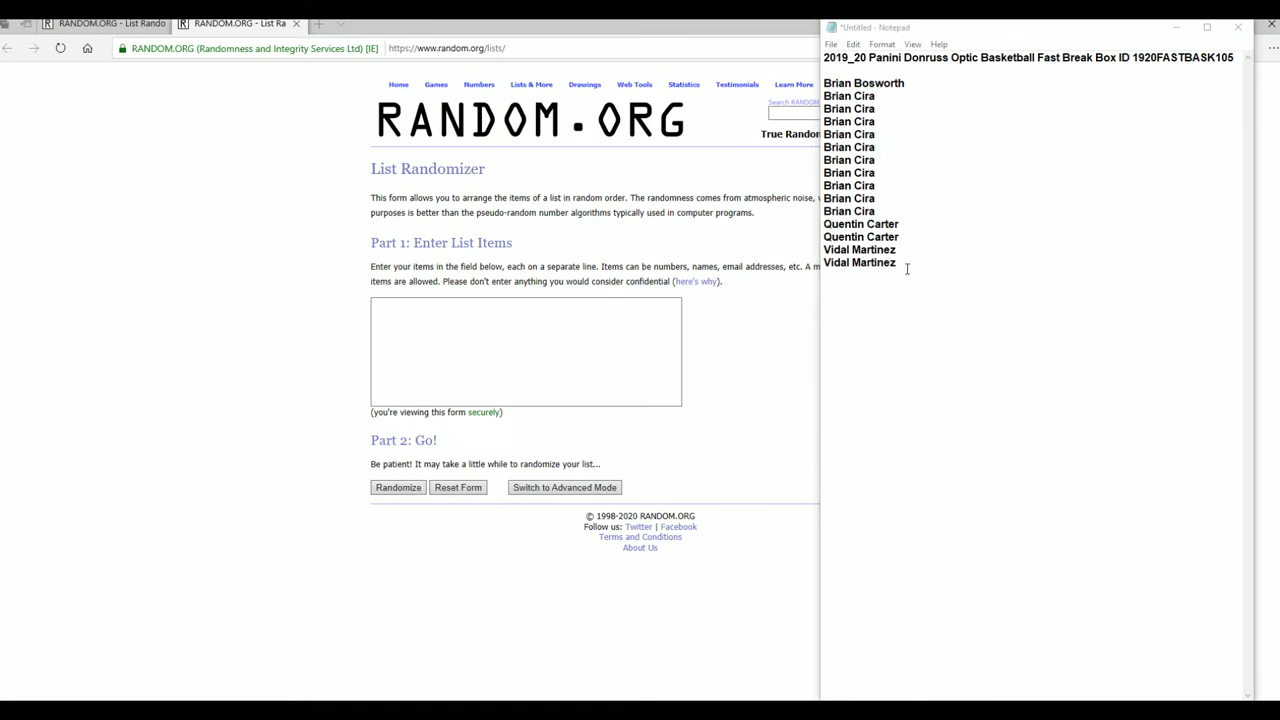 RANDOM.ORG - List Rando
RANDOM.ORG - List Ra
RANDOM.ORG (Randomness and Integrity Services Ltd) [IE]
https://www.random.org/lists/
Home Games Numbers Lists & More Drawings Web Tools Statistics Testimonials Learn More
RANDOM.ORG
Search RANDOM
True Random
List Randomizer
This form allows you to arrange the items of a list in random order. The randomness comes from atmospheric noise,
purposes is better than the pseudo-random number algorithms typically used in computer programs.
Part 1: Enter List Items
Enter your items in the field below, each on a separate line. Items can be numbers, names, email addresses, etc. A m
items are allowed. Please don't enter anything you would consider confidential (here's why).
(you're viewing this form securely)
Part 2: Go!
Be patient! It may take a little while to randomize your list...
Randomize Reset Form Switch to Advanced Mode
© 1998-2020 RANDOM.ORG
Follow us: Twitter | Facebook
Terms and Conditions
About Us
*Untitled - Notepad
File Edit Format View Help
2019_20 Panini Donruss Optic Basketball Fast Break Box ID 1920FASTBASK105
Brian Bosworth
Brian Cira
Brian Cira
Brian Cira
Brian Cira
Brian Cira
Brian Cira
Brian Cira
Brian Cira
Brian Cira
Brian Cira
Quentin Carter
Quentin Carter
Vidal Martinez
Vidal Martinez